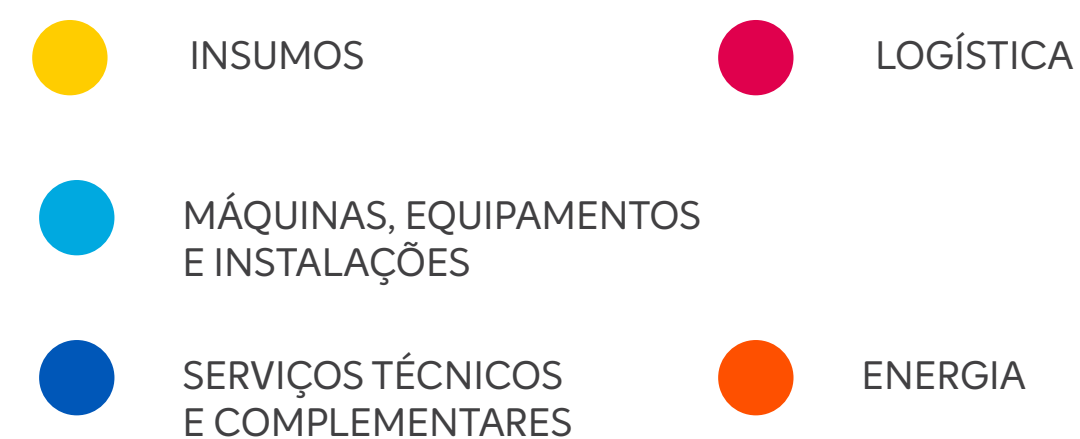 INSUMOS
LOGÍSTICA
MÁQUINAS, EQUIPAMENTOS
E INSTALAÇÕES
SERVIÇOS TÉCNICOS
E COMPLEMENTARES
ENERGIA